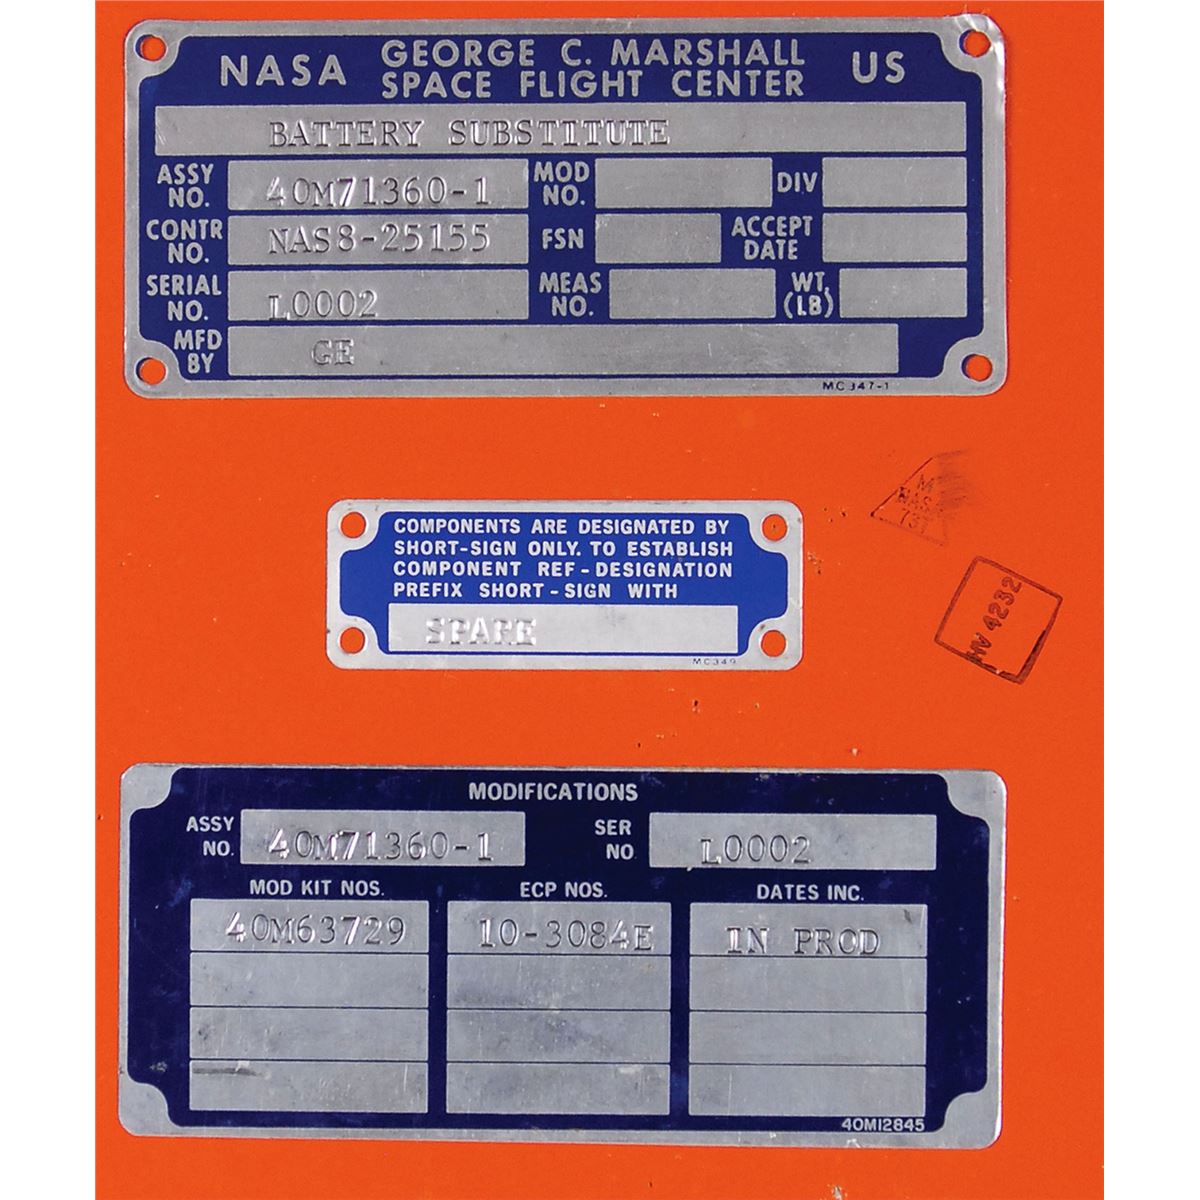 NASA GEORGE C. MARSHALL SPACE FLIGHT CENTER US
BATTERY SUBSTITUTE
ASSY NO. 40M71360-1 MOD NO. DIV
CONTR NO. NAS8-25155 FSN ACCEPT DATE
SERIAL NO. L0002 MEAS NO. WT. (LB)
MFD BY GE
MC347-1
M
NAS
COMPONENTS ARE DESIGNATED BY
SHORT-SIGN ONLY. TO ESTABLISH
COMPONENT REF-DESIGNATION
PREFIX SHORT-SIGN WITH
SPARE
MC349
MV 4232
MODIFICATIONS
ASSY NO. 40M71360-1 SER NO. L0002
MOD KIT NOS. ECP NOS. DATES INC.
40M63729 10-3084E IN PROD
40M12845